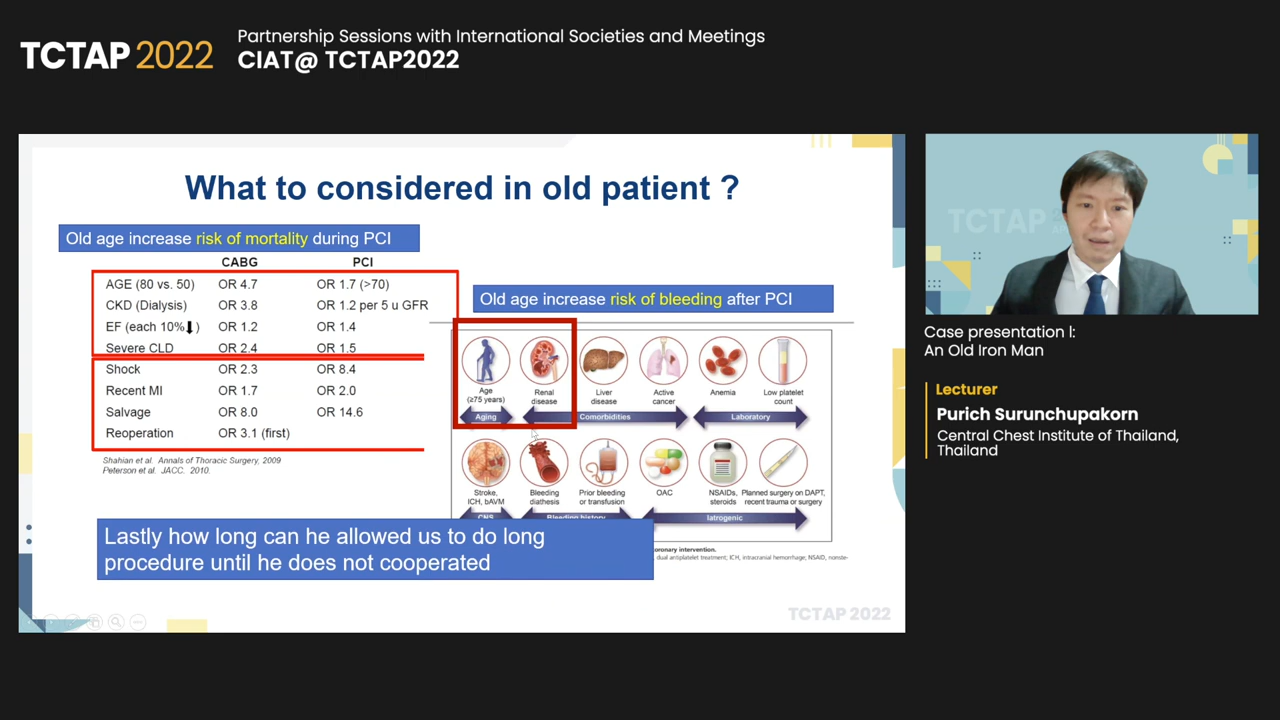 TCTAP 2022
Partnership Sessions with International Societies and Meetings
CIAT@ TCTAP2022
What to considered in old patient ?
Old age increase risk of mortality during PCI
CABG PCI
AGE (80 vs. 50) OR 4.7 OR 1.7 (>70)
CKD (Dialysis) OR 3.8 OR 1.2 per 5 u GFR
EF (each 10%⬇) OR 1.2 OR 1.4
Severe CLD OR 2.4 OR 1.5
Shock OR 2.3 OR 8.4
Recent MI OR 1.7 OR 2.0
Salvage OR 8.0 OR 14.6
Reoperation OR 3.1 (first)
Shahian et al. Annals of Thoracic Surgery, 2009
Peterson et al. JACC. 2010.
Old age increase risk of bleeding after PCI
Age
(≥75 years)
Renal
disease
Liver
disease
Active
cancer
Anemia
Low platelet
count
Aging
Comorbidities
Laboratory
Stroke,
ICH, bAVM
Bleeding
diathesis
Prior bleeding
or transfusion
OAC
NSAIDs,
steroids
Planned surgery on DAPT,
recent trauma or surgery
CNS
Bleeding history
Iatrogenic
coronary intervention.
dual antiplatelet treatment; ICH, intracranial hemorrhage; NSAID, nonste-
Lastly how long can he allowed us to do long
procedure until he does not cooperated
TCTAP 2022
TCTAP 2022
Case presentation I:
An Old Iron Man
Lecturer
Purich Surunchupakorn
Central Chest Institute of Thailand,
Thailand